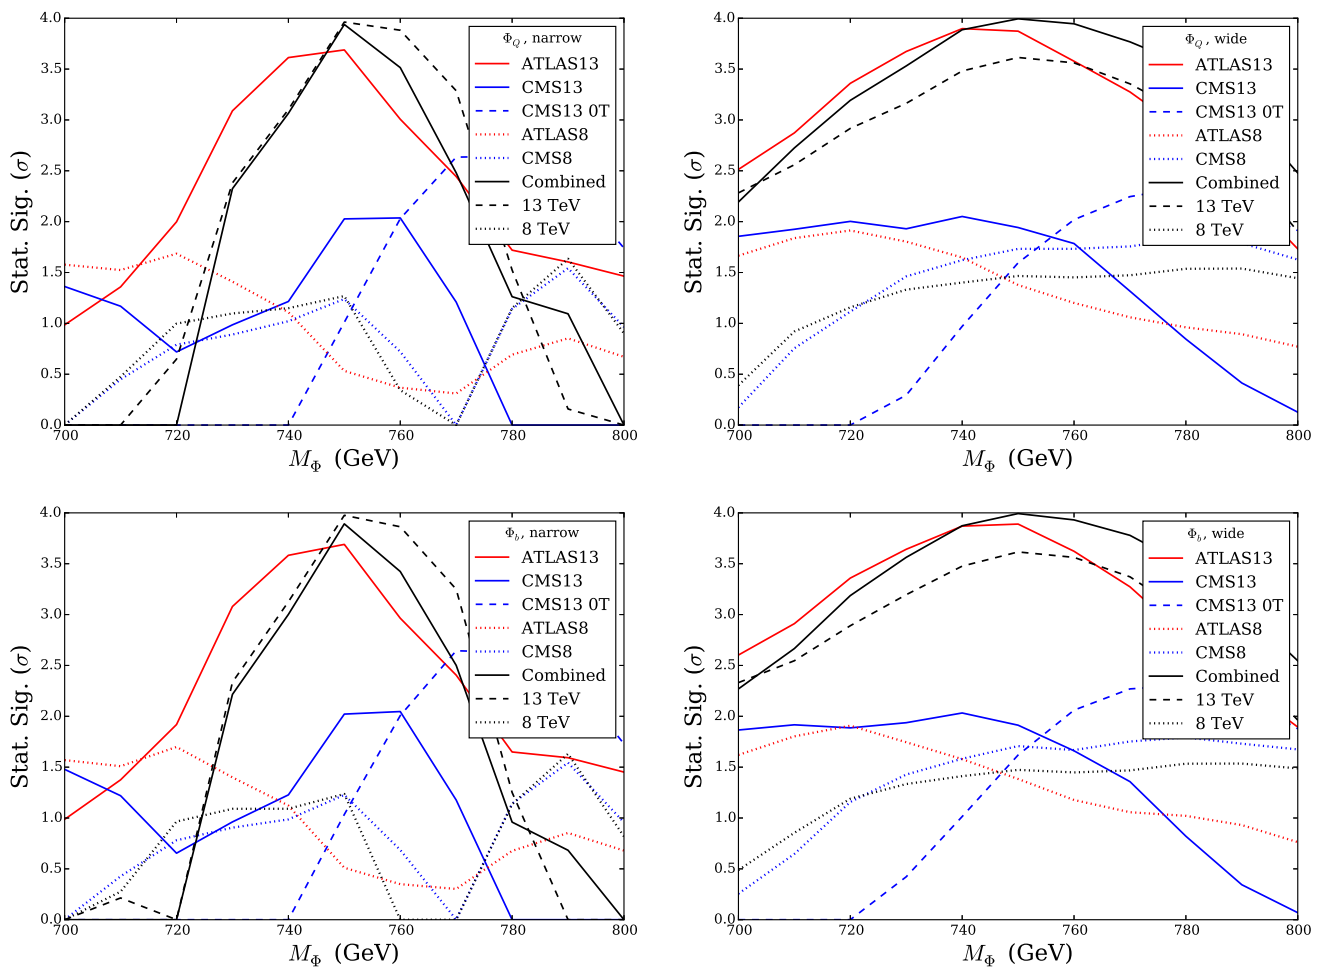 4.0
3.5
3.0
2.5
2.0
1.5
1.0
0.5
0.0
Stat. Sig. (σ)
700 720 740 760 780 800
M_Φ (GeV)
Φ_Q, narrow
ATLAS13
CMS13
CMS13 0T
ATLAS8
CMS8
Combined
13 TeV
8 TeV
4.0
3.5
3.0
2.5
2.0
1.5
1.0
0.5
0.0
Stat. Sig. (σ)
700 720 740 760 780 800
M_Φ (GeV)
Φ_Q, wide
ATLAS13
CMS13
CMS13 0T
ATLAS8
CMS8
Combined
13 TeV
8 TeV
4.0
3.5
3.0
2.5
2.0
1.5
1.0
0.5
0.0
Stat. Sig. (σ)
700 720 740 760 780 800
M_Φ (GeV)
Φ_b, narrow
ATLAS13
CMS13
CMS13 0T
ATLAS8
CMS8
Combined
13 TeV
8 TeV
4.0
3.5
3.0
2.5
2.0
1.5
1.0
0.5
0.0
Stat. Sig. (σ)
700 720 740 760 780 800
M_Φ (GeV)
Φ_b, wide
ATLAS13
CMS13
CMS13 0T
ATLAS8
CMS8
Combined
13 TeV
8 TeV